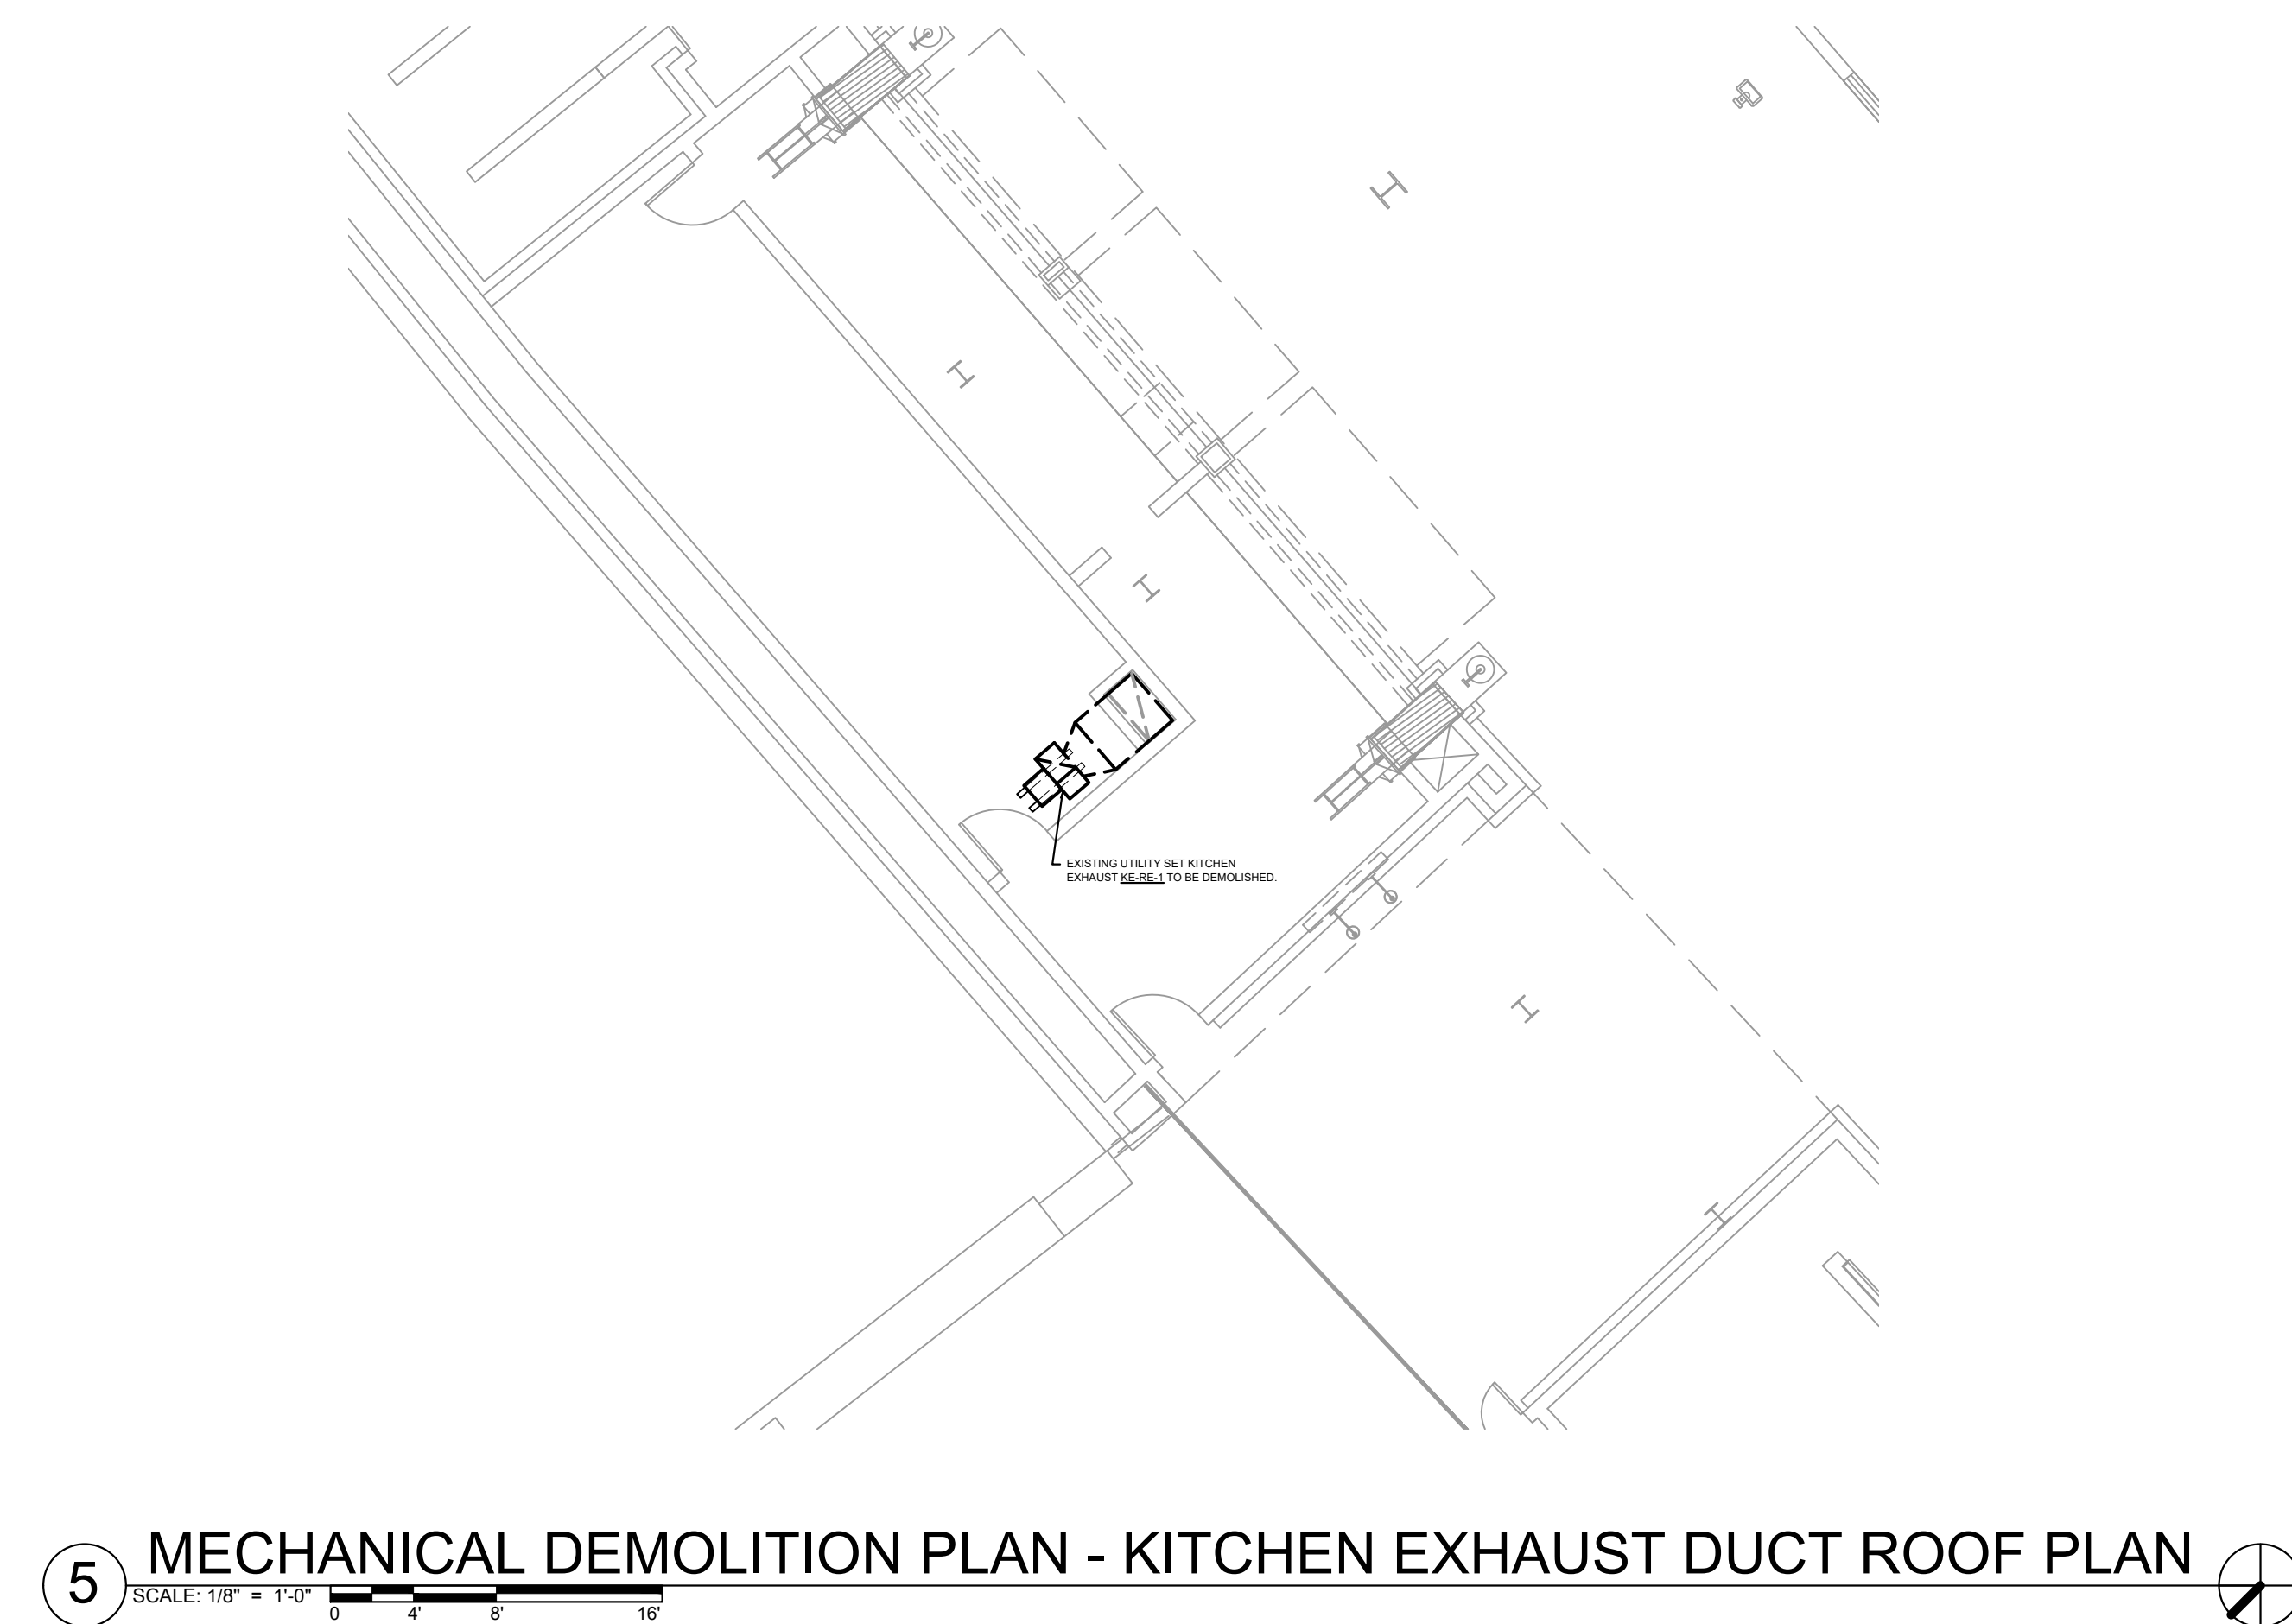 EXISTING UTILITY SET KITCHEN
EXHAUST KE-RE-1 TO BE DEMOLISHED.
5
MECHANICAL DEMOLITION PLAN - KITCHEN EXHAUST DUCT ROOF PLAN
SCALE: 1/8" = 1'-0"
0 4' 8' 16'